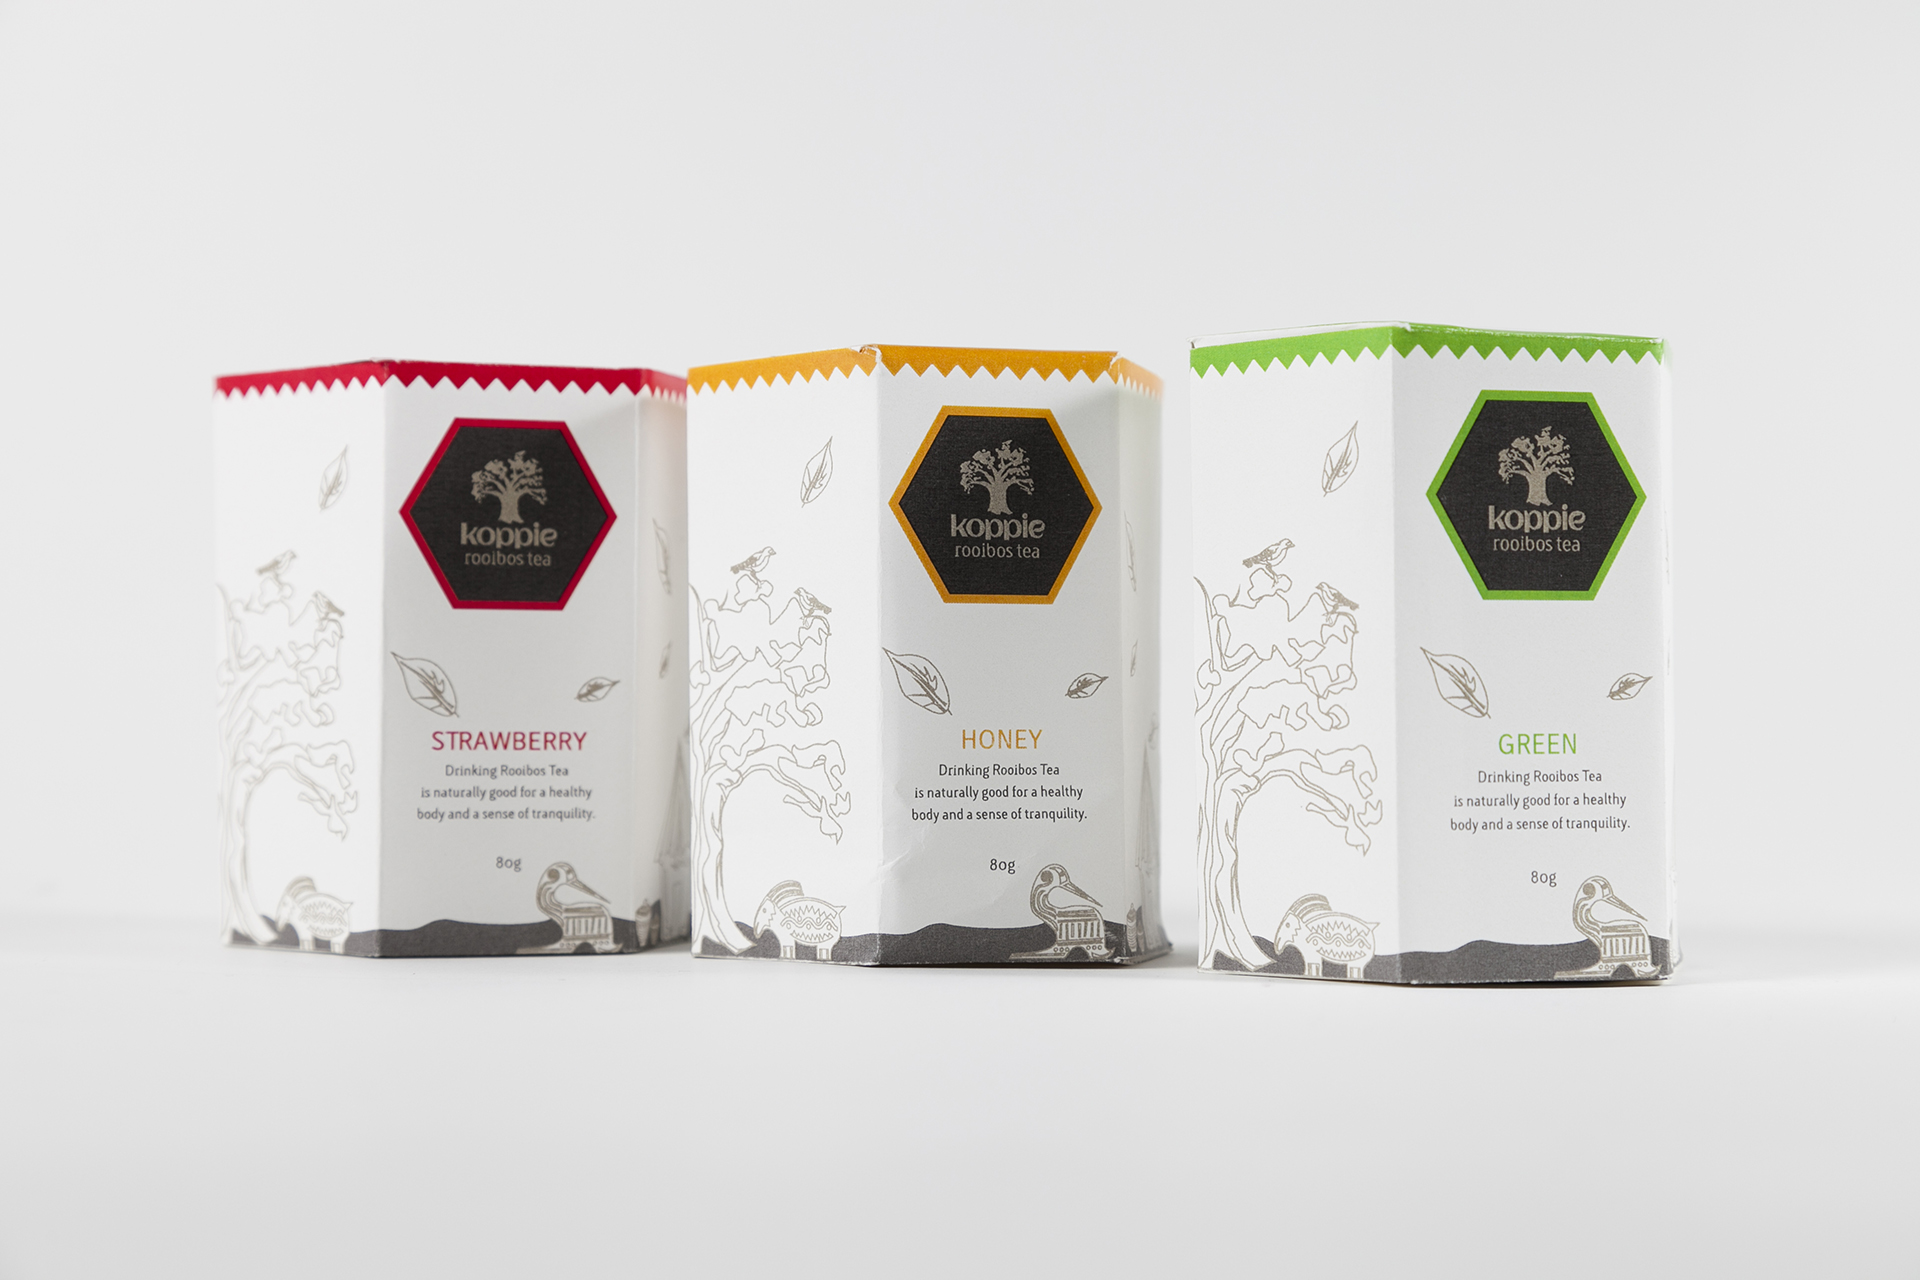 koppie
rooibos tea
STRAWBERRY
Drinking Rooibos Tea
is naturally good for a healthy
body and a sense of tranquility.
80g
koppie
rooibos tea
HONEY
Drinking Rooibos Tea
is naturally good for a healthy
body and a sense of tranquility.
80g
koppie
rooibos tea
GREEN
Drinking Rooibos Tea
is naturally good for a healthy
body and a sense of tranquility.
80g